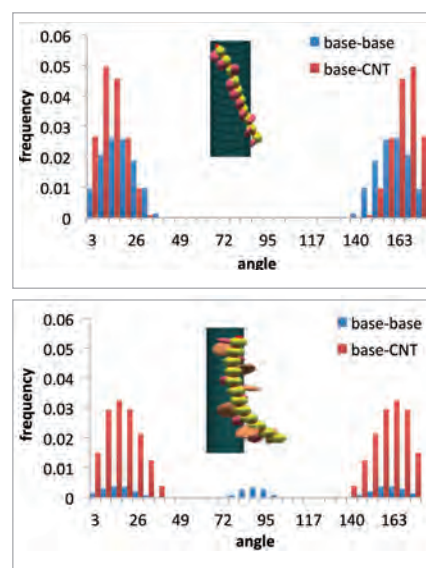 0.06
0.05
0.04
0.03
0.02
0.01
0
frequency
base-base
base-CNT
3 26 49 72 95 117 140 163
angle
0.06
0.05
0.04
0.03
0.02
0.01
0
frequency
base-base
base-CNT
3 26 49 72 95 117 140 163
angle